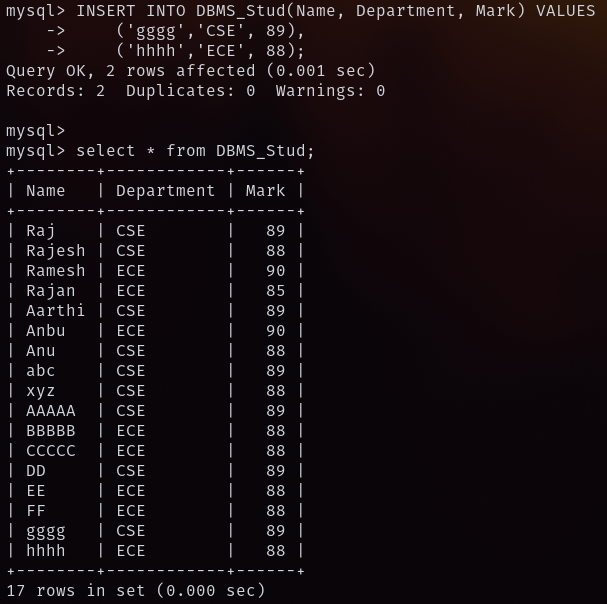 mysql> INSERT INTO DBMS_Stud(Name, Department, Mark) VALUES
    ->     ('gggg','CSE', 89),
    ->     ('hhhh','ECE', 88);
Query OK, 2 rows affected (0.001 sec)
Records: 2  Duplicates: 0  Warnings: 0

mysql>
mysql> select * from DBMS_Stud;
+--------+------------+------+
| Name   | Department | Mark |
+--------+------------+------+
| Raj    | CSE        |   89 |
| Rajesh | CSE        |   88 |
| Ramesh | ECE        |   90 |
| Rajan  | ECE        |   85 |
| Aarthi | CSE        |   89 |
| Anbu   | ECE        |   90 |
| Anu    | CSE        |   88 |
| abc    | CSE        |   89 |
| xyz    | CSE        |   88 |
| AAAAA  | CSE        |   89 |
| BBBBB  | ECE        |   88 |
| CCCCC  | ECE        |   88 |
| DD     | CSE        |   89 |
| EE     | ECE        |   88 |
| FF     | ECE        |   88 |
| gggg   | CSE        |   89 |
| hhhh   | ECE        |   88 |
+--------+------------+------+
17 rows in set (0.000 sec)